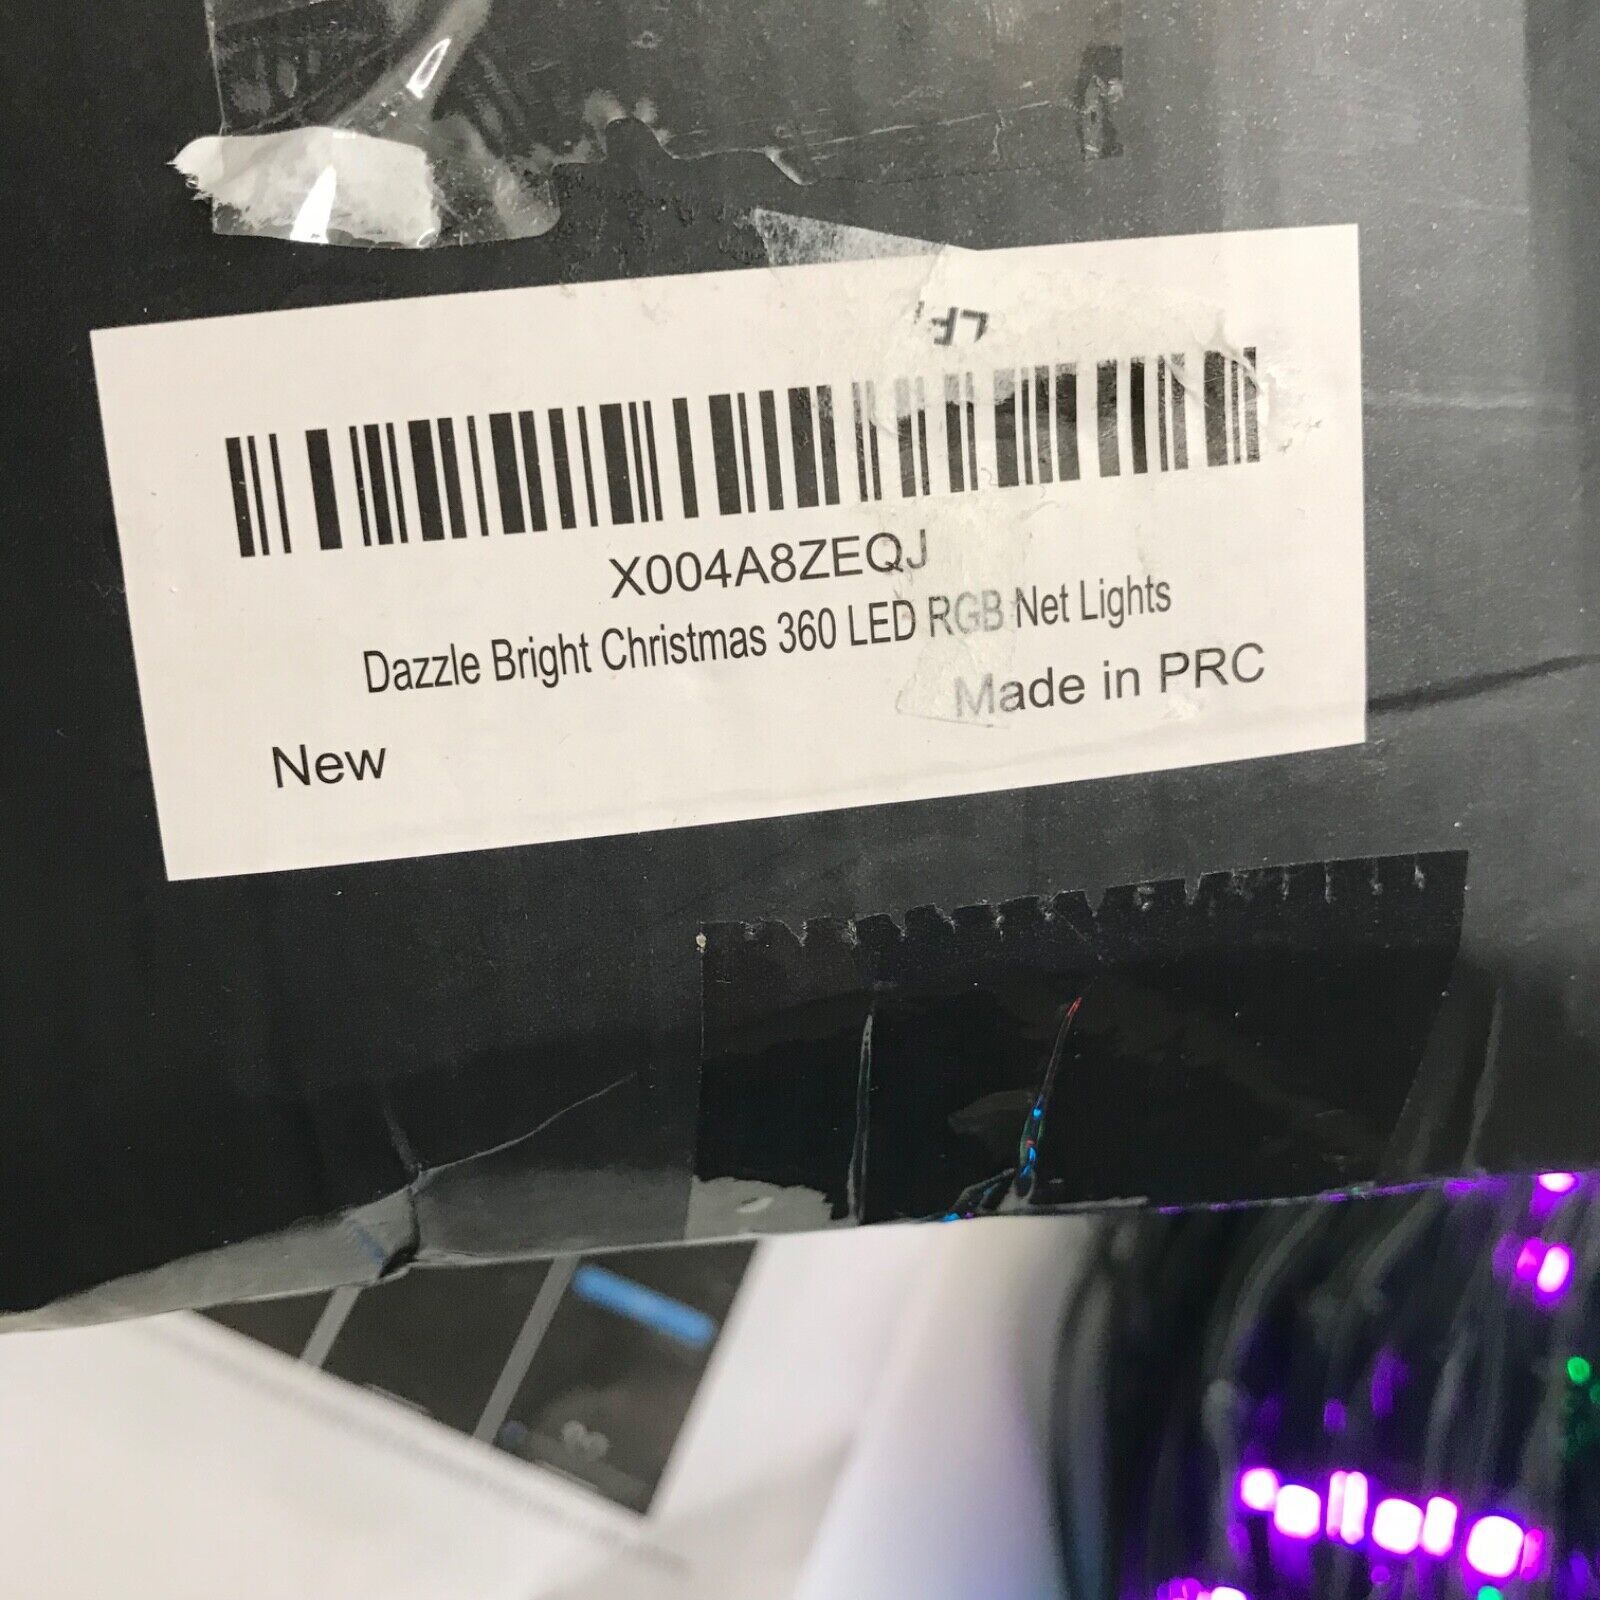 X004A8ZEQJ
Dazzle Bright Christmas 360 LED RGB Net Lights
Made in PRC
New